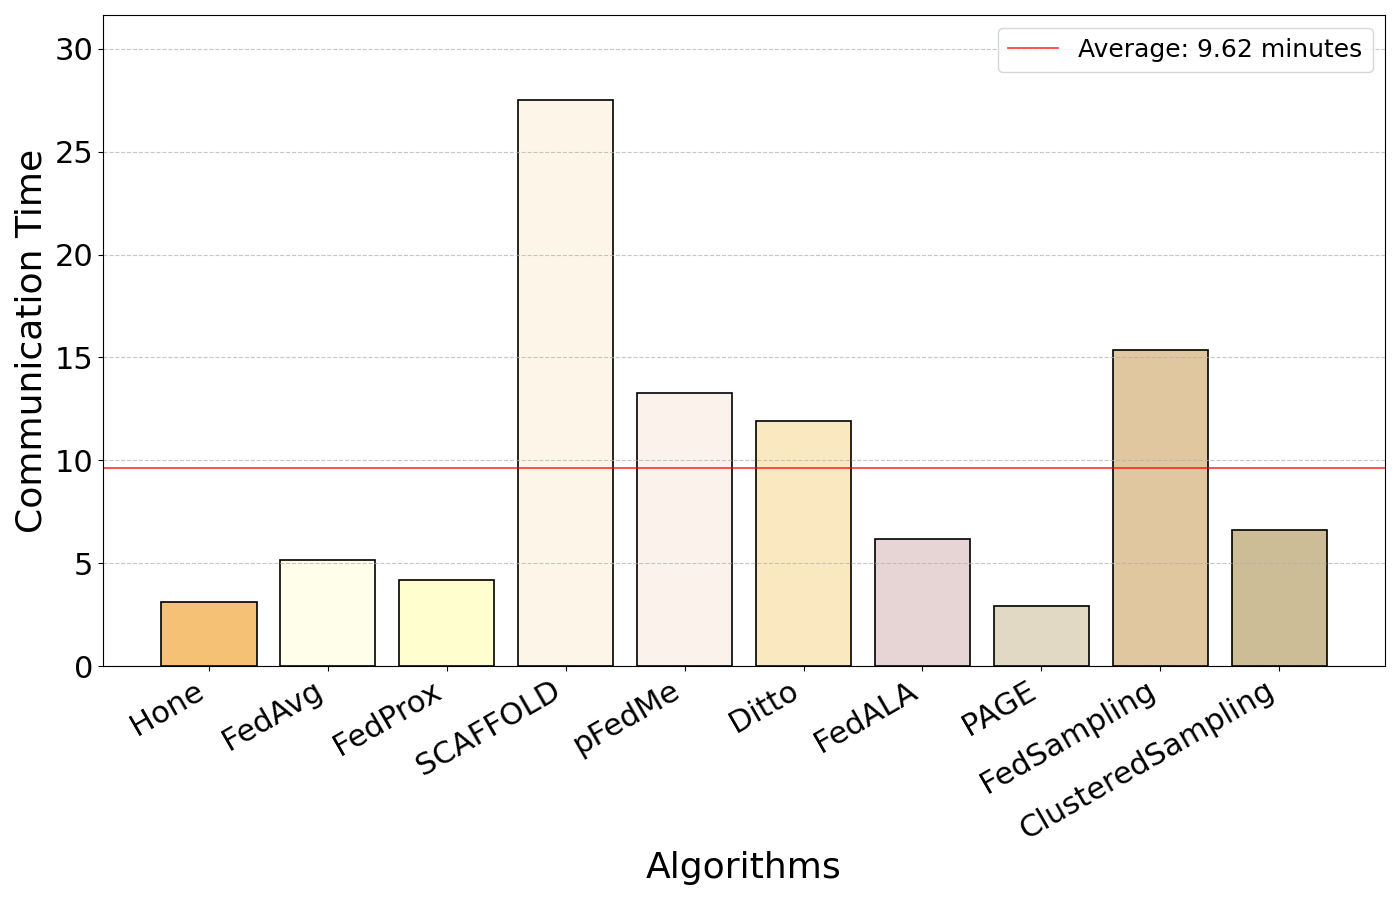 Average: 9.62 minutes
Communication Time
30
25
20
15
10
5
0
Hone
FedAvg
FedProx
SCAFFOLD
pFedMe
Ditto
FedALA
PAGE
FedSampling
ClusteredSampling
Algorithms